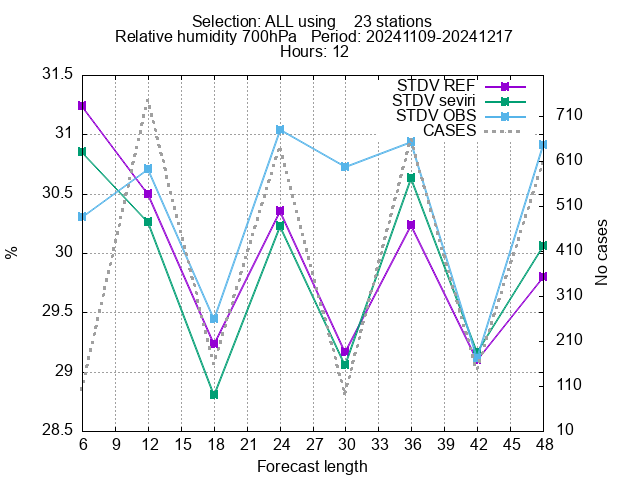 Selection: ALL using    23 stations
Relative humidity 700hPa   Period: 20241109-20241217
Hours: 12
STDV REF
STDV seviri
STDV OBS
CASES
31.5
31
30.5
30
29.5
29
28.5
%
710
610
510
410
310
210
110
10
No cases
6 9 12 15 18 21 24 27 30 33 36 39 42 45 48
Forecast length